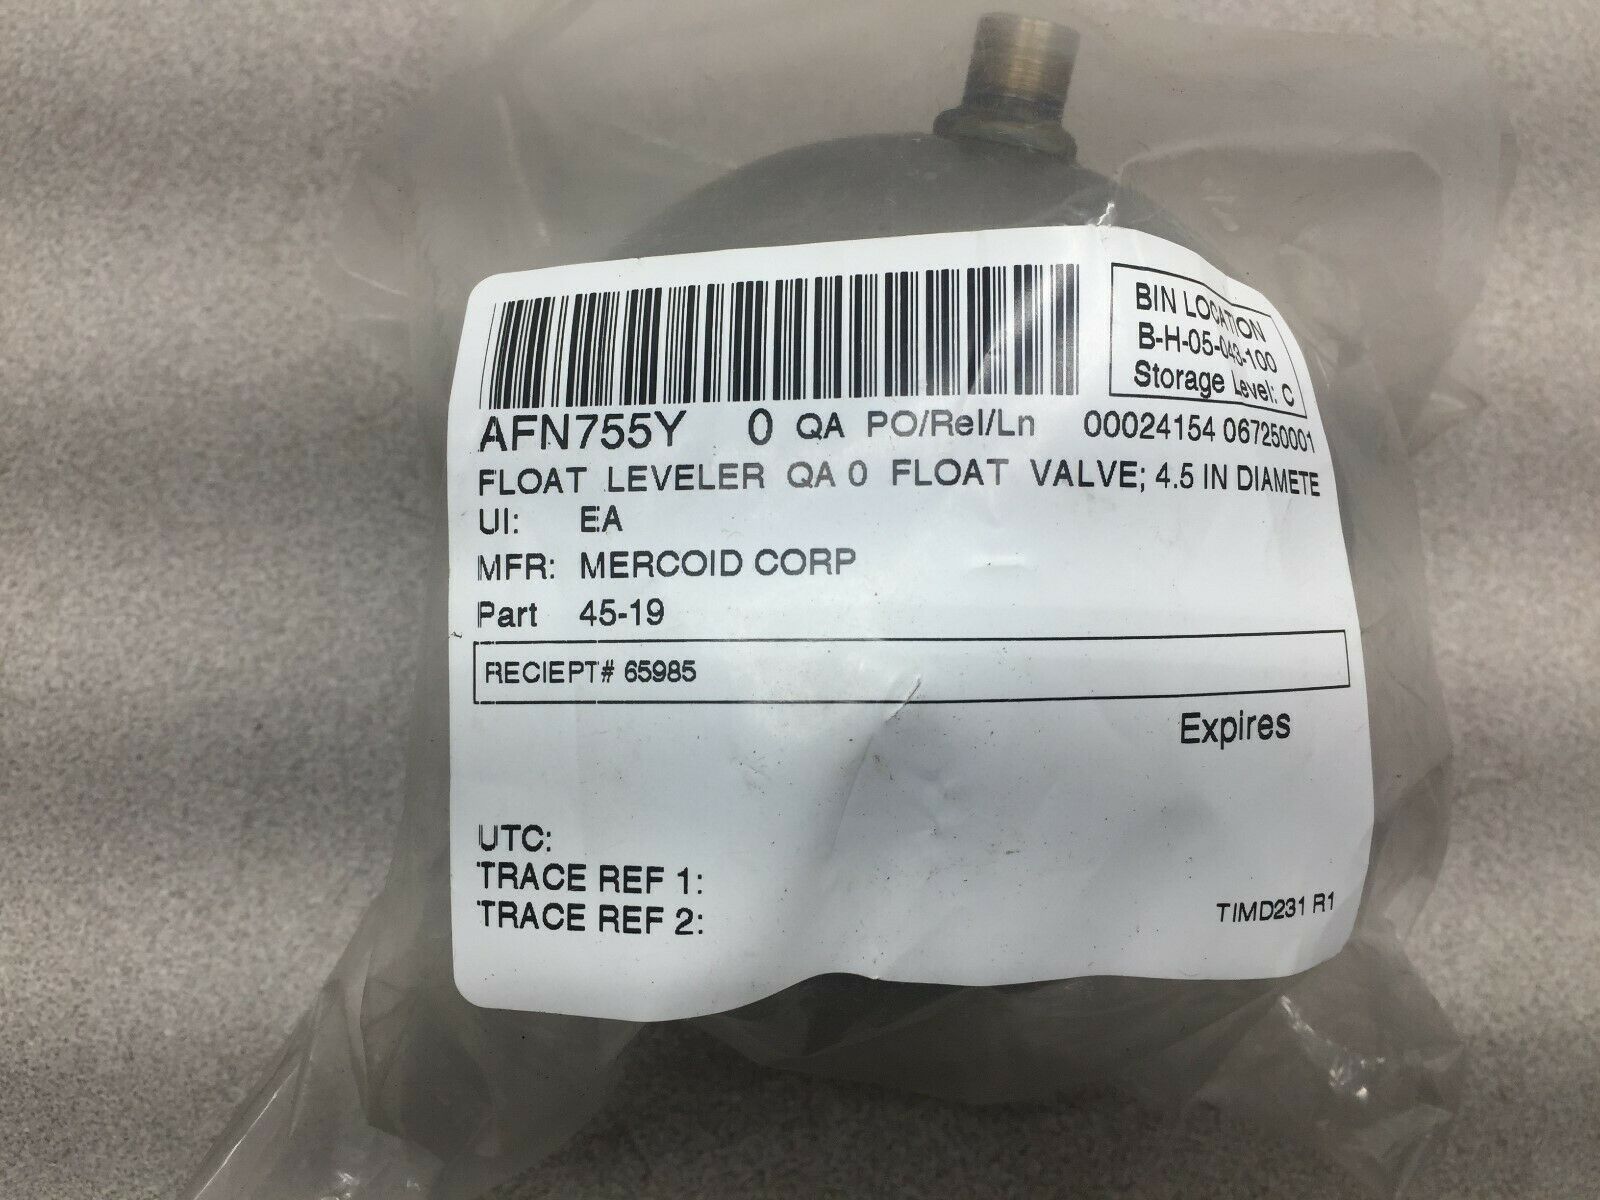 BIN LOCATION
B-H-05-043-100
Storage Level: C
AFN755Y 0 QA PO/Rel/Ln 00024154 067250001
FLOAT LEVELER QA 0 FLOAT VALVE; 4.5 IN DIAMETE
UI: EA
MFR: MERCOID CORP
Part 45-19
RECIEPT# 65985
Expires
UTC:
TRACE REF 1:
TRACE REF 2:
TIMD231 R1